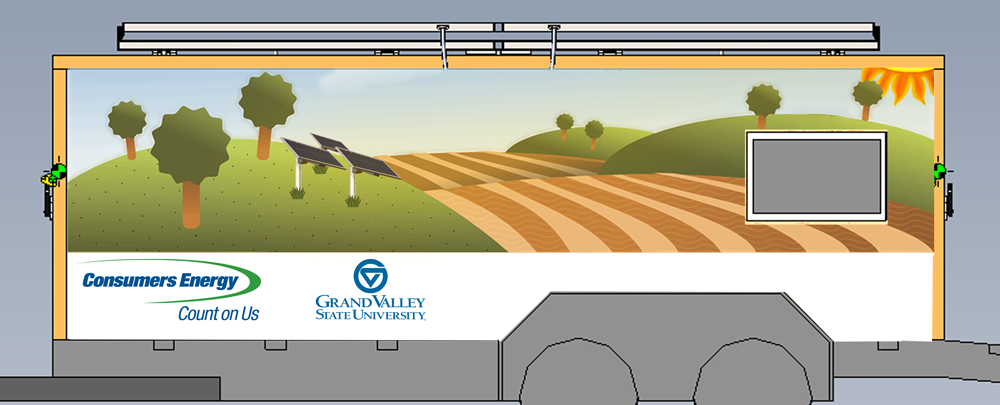 Consumers Energy
Count on Us
GRAND VALLEY
STATE UNIVERSITY